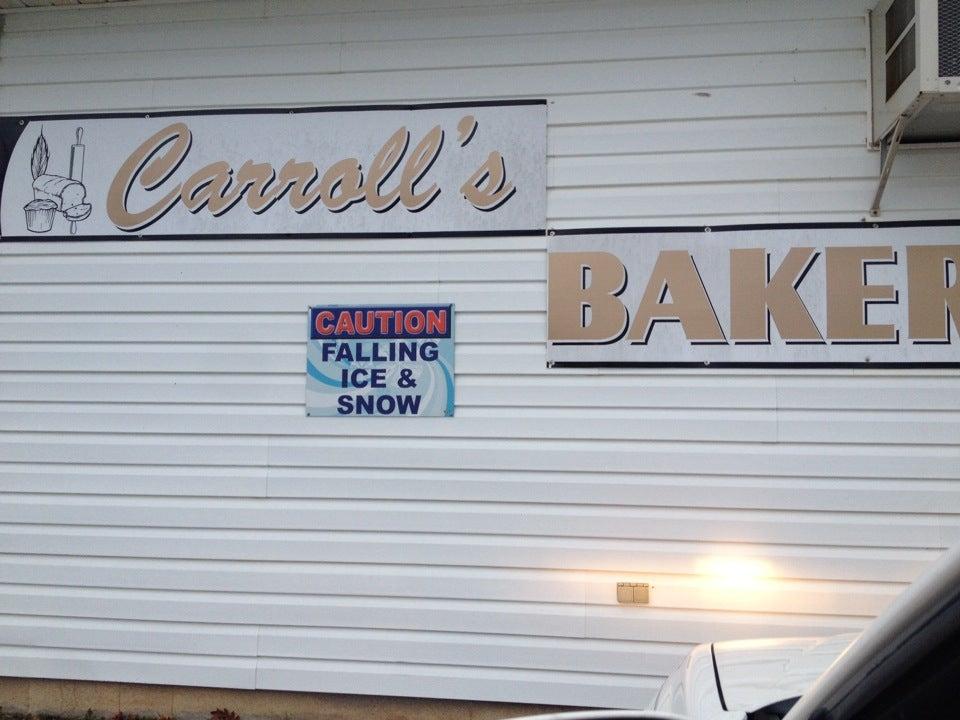 Carroll's
BAKER
CAUTION
FALLING
ICE &
SNOW